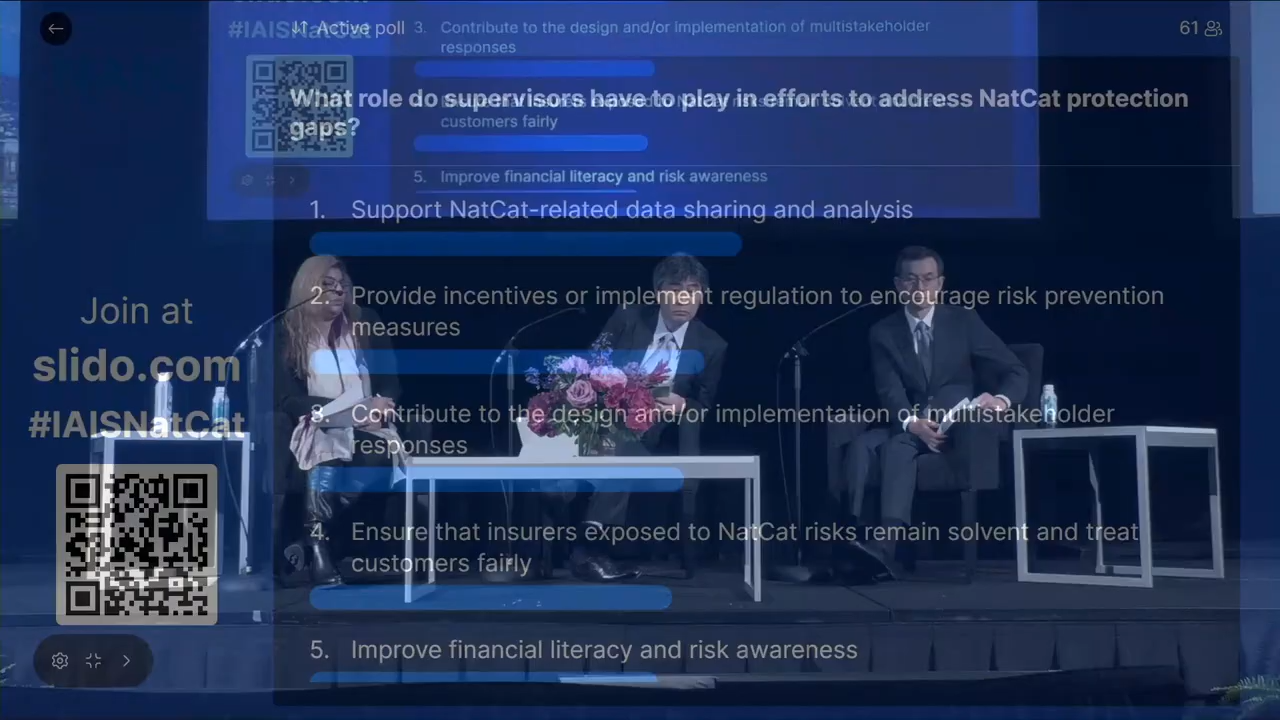 #IAISNatCat
Active poll
3. Contribute to the design and/or implementation of multistakeholder
responses
61
What role do supervisors have to play in efforts to address NatCat protection
gaps?
customers fairly
5. Improve financial literacy and risk awareness
1. Support NatCat-related data sharing and analysis
2. Provide incentives or implement regulation to encourage risk prevention
measures
Join at
slido.com
#IAISNatCat
3. Contribute to the design and/or implementation of multistakeholder
responses
4. Ensure that insurers exposed to NatCat risks remain solvent and treat
customers fairly
5. Improve financial literacy and risk awareness